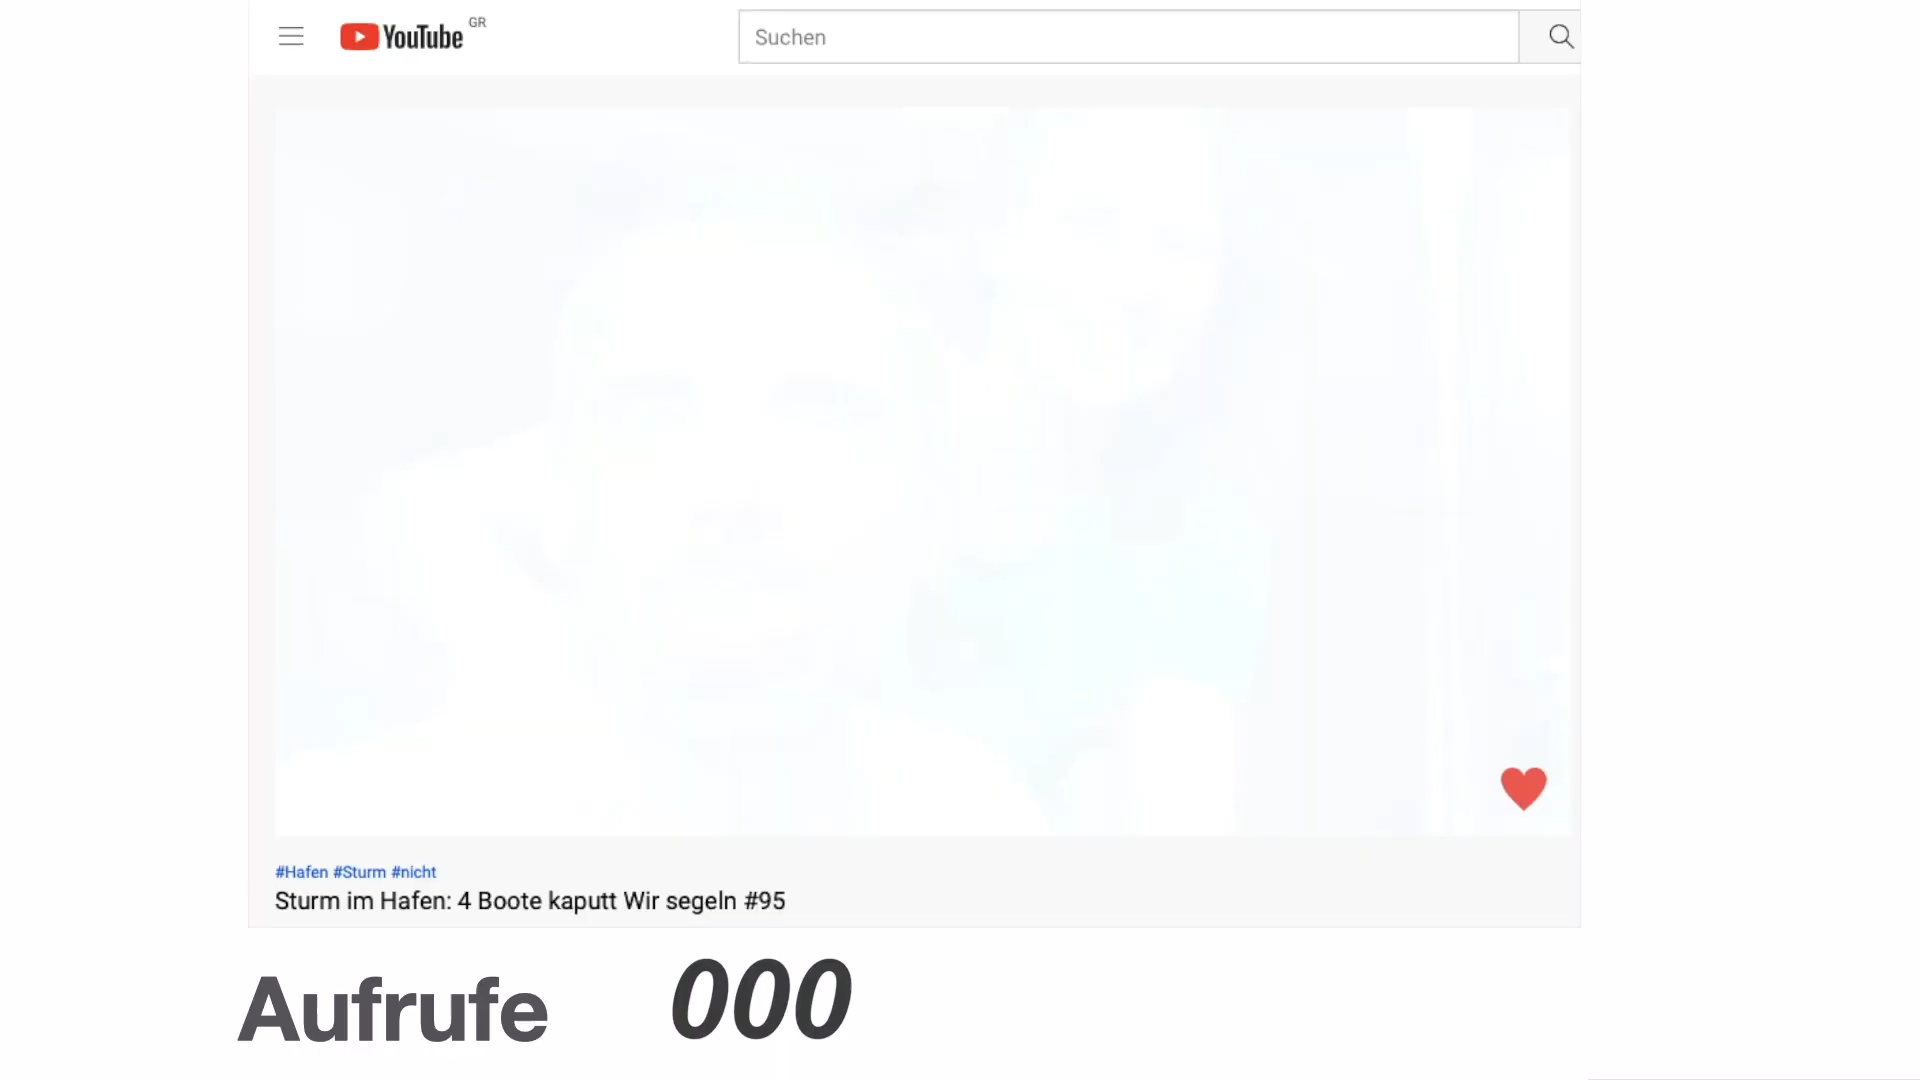 YouTube GR
Suchen
#Hafen #Sturm #nicht
Sturm im Hafen: 4 Boote kaputt Wir segeln #95
Aufrufe 000